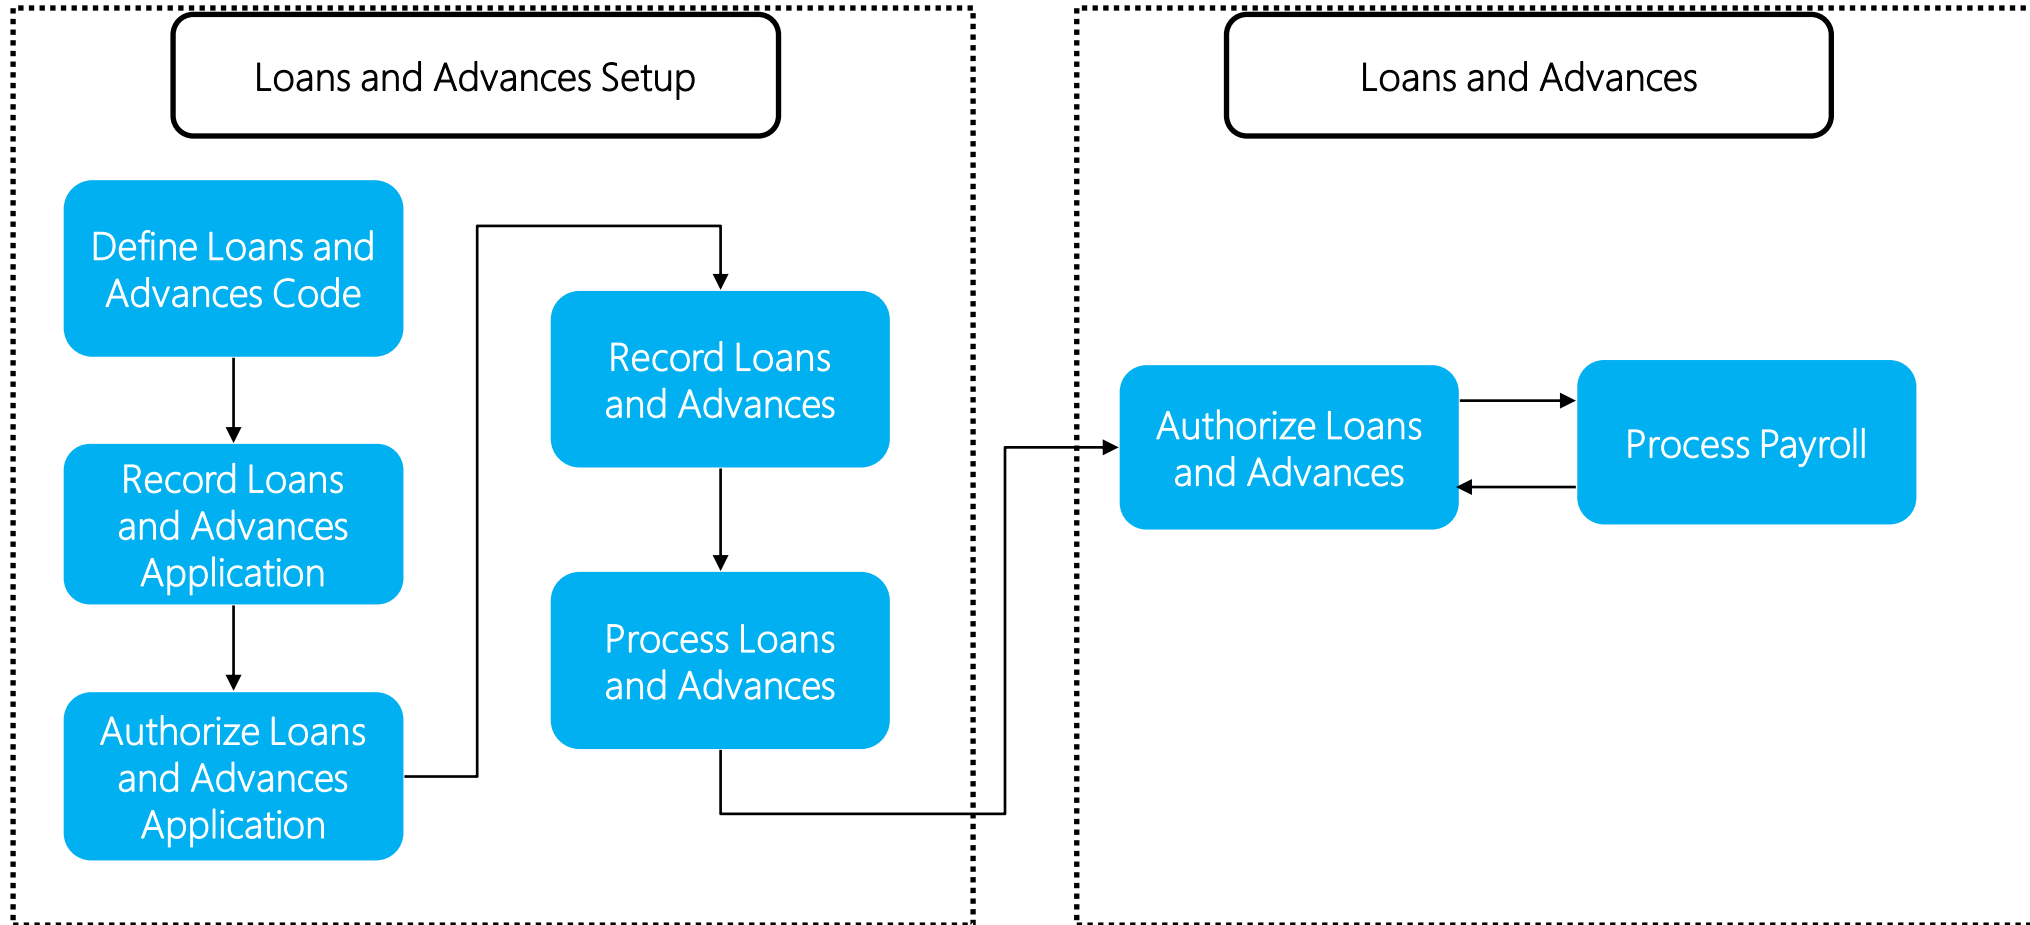 Loans and Advances Setup
Define Loans and
Advances Code
Record Loans
and Advances
Application
Authorize Loans
and Advances
Application
Record Loans
and Advances
Process Loans
and Advances
Loans and Advances
Authorize Loans
and Advances
Process Payroll